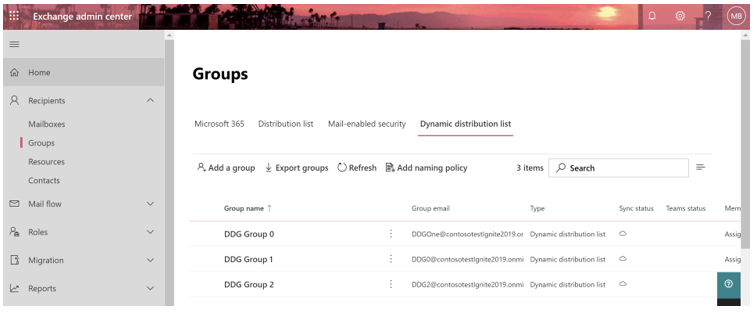 Exchange admin center
?
MB
Home
Recipients
Mailboxes
Groups
Resources
Contacts
Mail flow
Roles
Migration
Reports
Groups
Microsoft 365 Distribution list Mail-enabled security Dynamic distribution list
Add a group Export groups Refresh Add naming policy 3 items Search
Group name ↑ Group email Type Sync status Teams status Mem
DDG Group 0 DDGOne@contosotestIgnite2019.or Dynamic distribution list Assig
DDG Group 1 DDG0@contosotestIgnite2019.onmi Dynamic distribution list Assig
DDG Group 2 DDG2@contosotestIgnite2019.onmi Dynamic distribution list